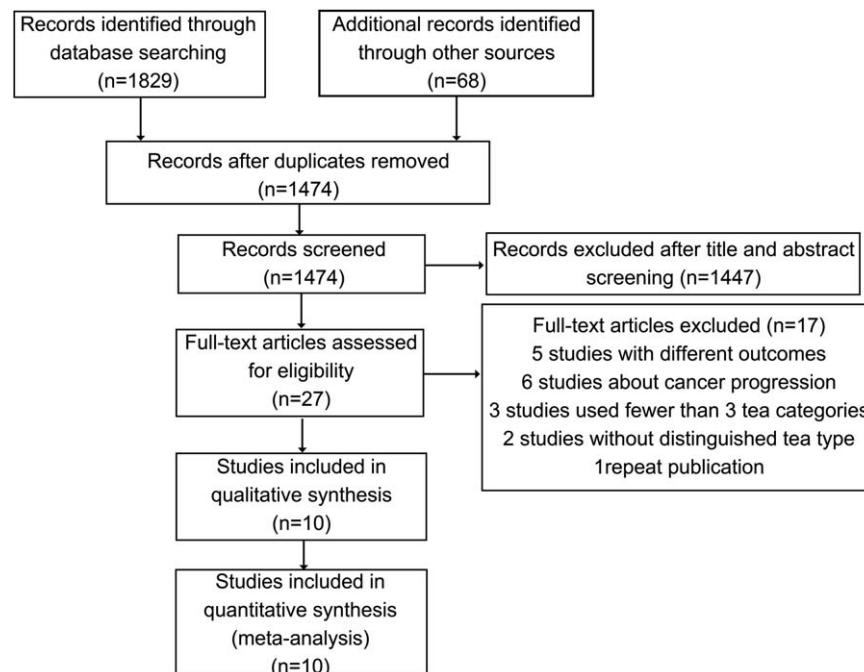 Records identified through
database searching
(n=1829)
Additional records identified
through other sources
(n=68)
Records after duplicates removed
(n=1474)
Records screened
(n=1474)
Records excluded after title and abstract
screening (n=1447)
Full-text articles assessed
for eligibility
(n=27)
Full-text articles excluded (n=17)
5 studies with different outcomes
6 studies about cancer progression
3 studies used fewer than 3 tea categories
2 studies without distinguished tea type
1repeat publication
Studies included in
qualitative synthesis
(n=10)
Studies included in
quantitative synthesis
(meta-analysis)
(n=10)